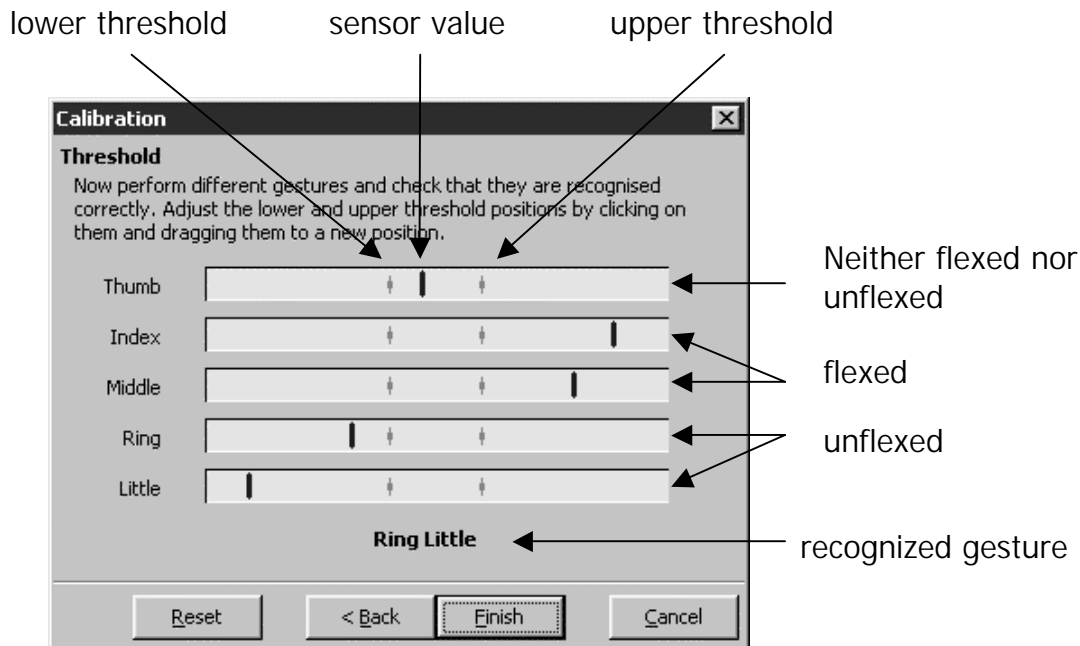 lower threshold sensor value upper threshold
Calibration
Threshold
Now perform different gestures and check that they are recognised
correctly. Adjust the lower and upper threshold positions by clicking on
them and dragging them to a new position.
Thumb
Neither flexed nor
unflexed
Index
flexed
Middle
Ring
unflexed
Little
Ring Little
recognized gesture
Reset < Back Finish Cancel